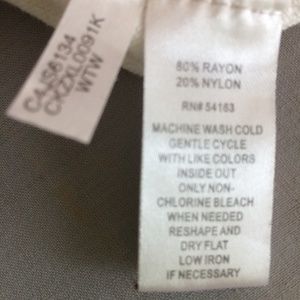 C4JS6134
CKZXL0091K
WTW
80% RAYON
20% NYLON
RN# 54163
MACHINE WASH COLD
GENTLE CYCLE
WITH LIKE COLORS
INSIDE OUT
ONLY NON-
CHLORINE BLEACH
WHEN NEEDED
RESHAPE AND
DRY FLAT
LOW IRON
IF NECESSARY